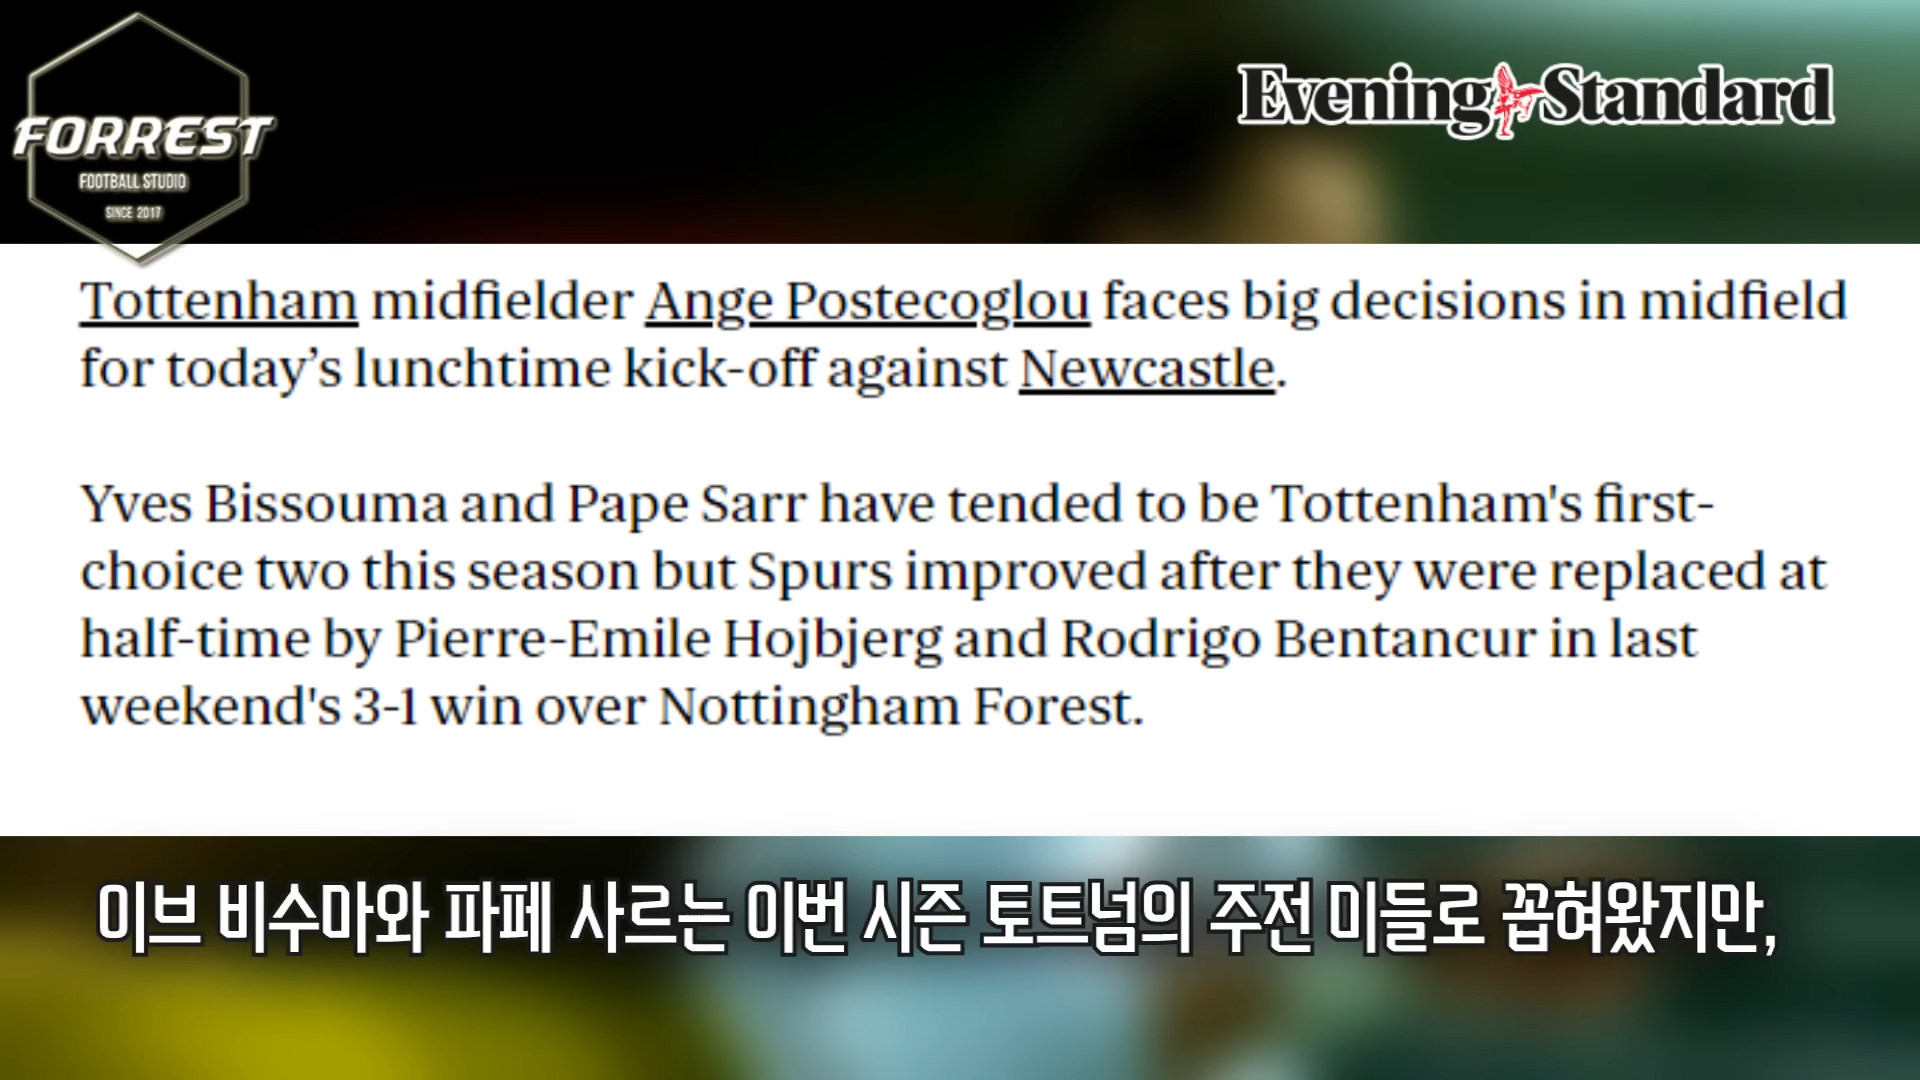 FORREST
FOOTBALL STUDIO
SINCE 2017
Evening Standard
Tottenham midfielder Ange Postecoglou faces big decisions in midfield
for today’s lunchtime kick-off against Newcastle.
Yves Bissouma and Pape Sarr have tended to be Tottenham's first-
choice two this season but Spurs improved after they were replaced at
half-time by Pierre-Emile Hojbjerg and Rodrigo Bentancur in last
weekend's 3-1 win over Nottingham Forest.
이브 비수마와 파페 사르는 이번 시즌 토트넘의 주전 미들로 꼽혀왔지만,